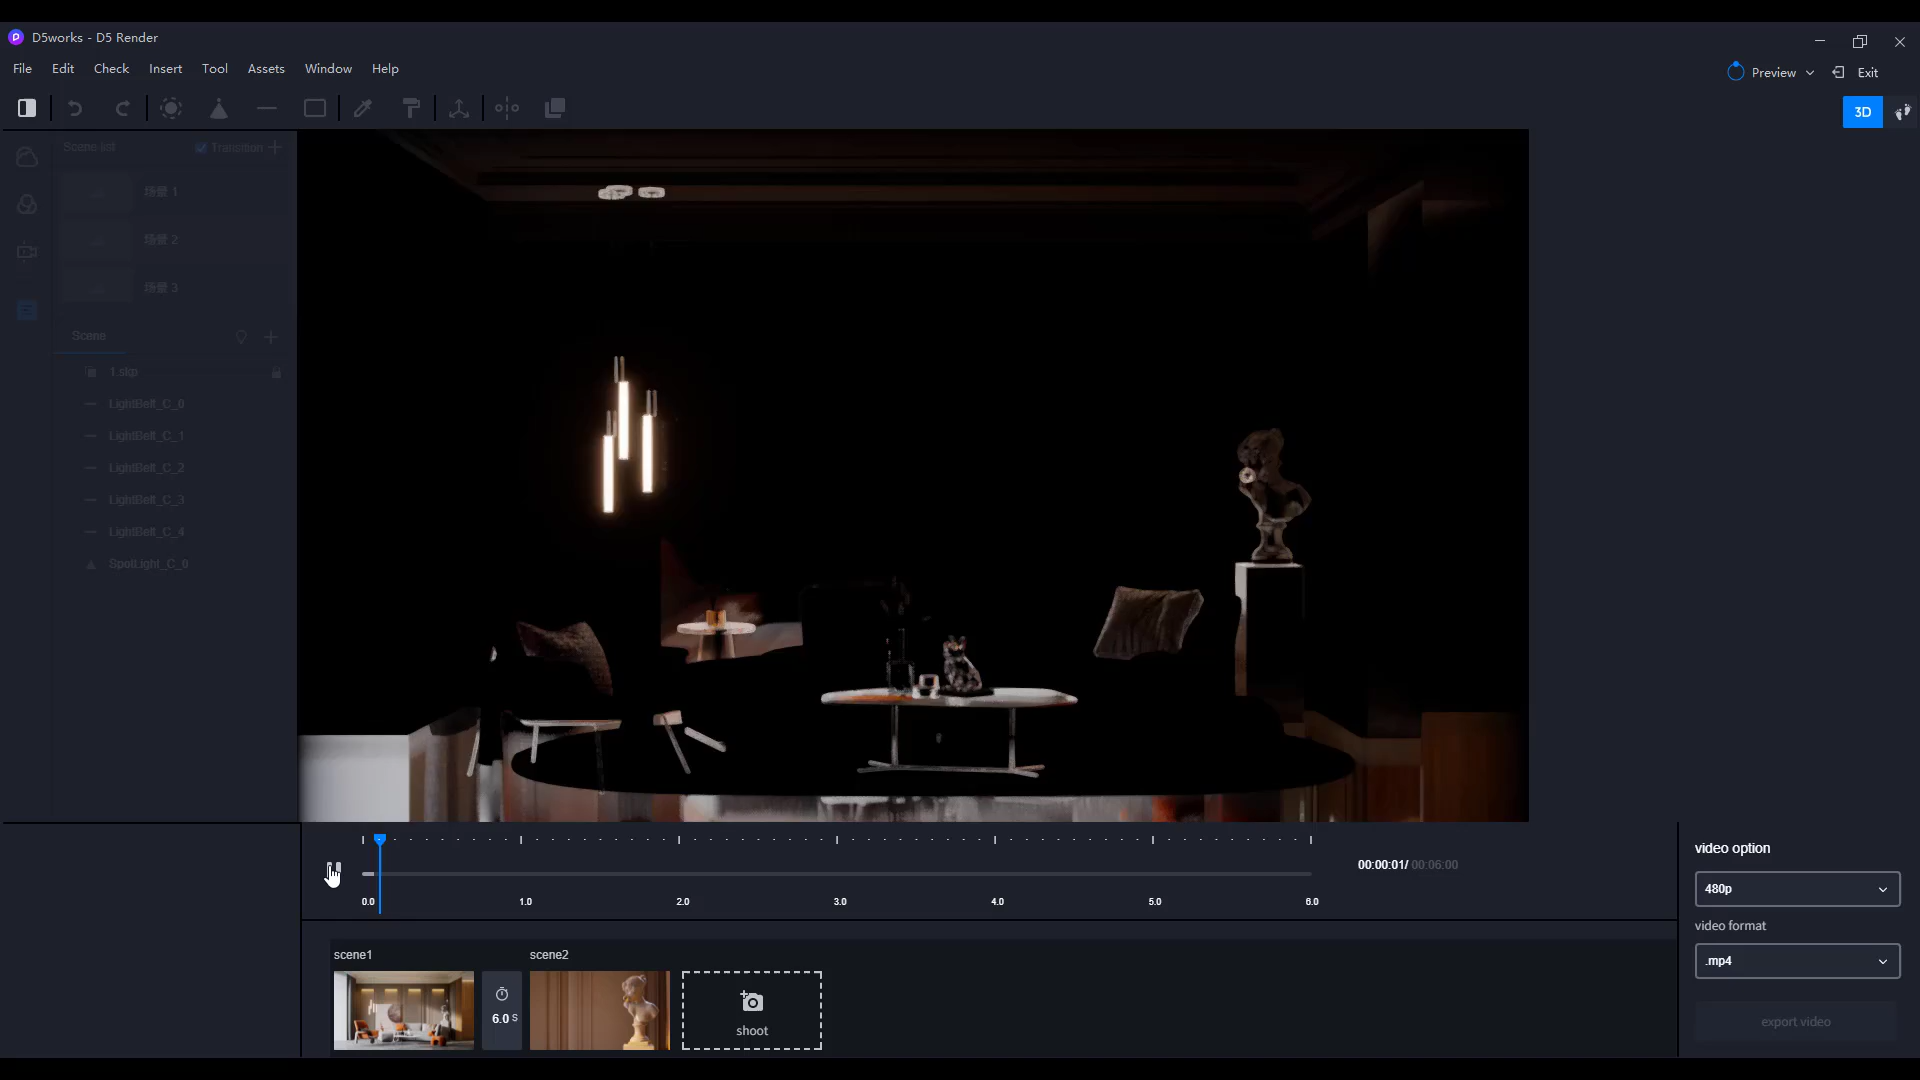 D5works - D5 Render
File Edit Check Insert Tool Assets Window Help
Preview Exit
3D
Scene list Transition
场景 1
场景 2
场景 3
Scene
1.skp
LightBelt_C_0
LightBelt_C_1
LightBelt_C_2
LightBelt_C_3
LightBelt_C_4
SpotLight_C_0
00:00:01/ 00:06:00
0.0 1.0 2.0 3.0 4.0 5.0 6.0
video option
480p
video format
.mp4
export video
scene1 scene2
6.0 S
shoot